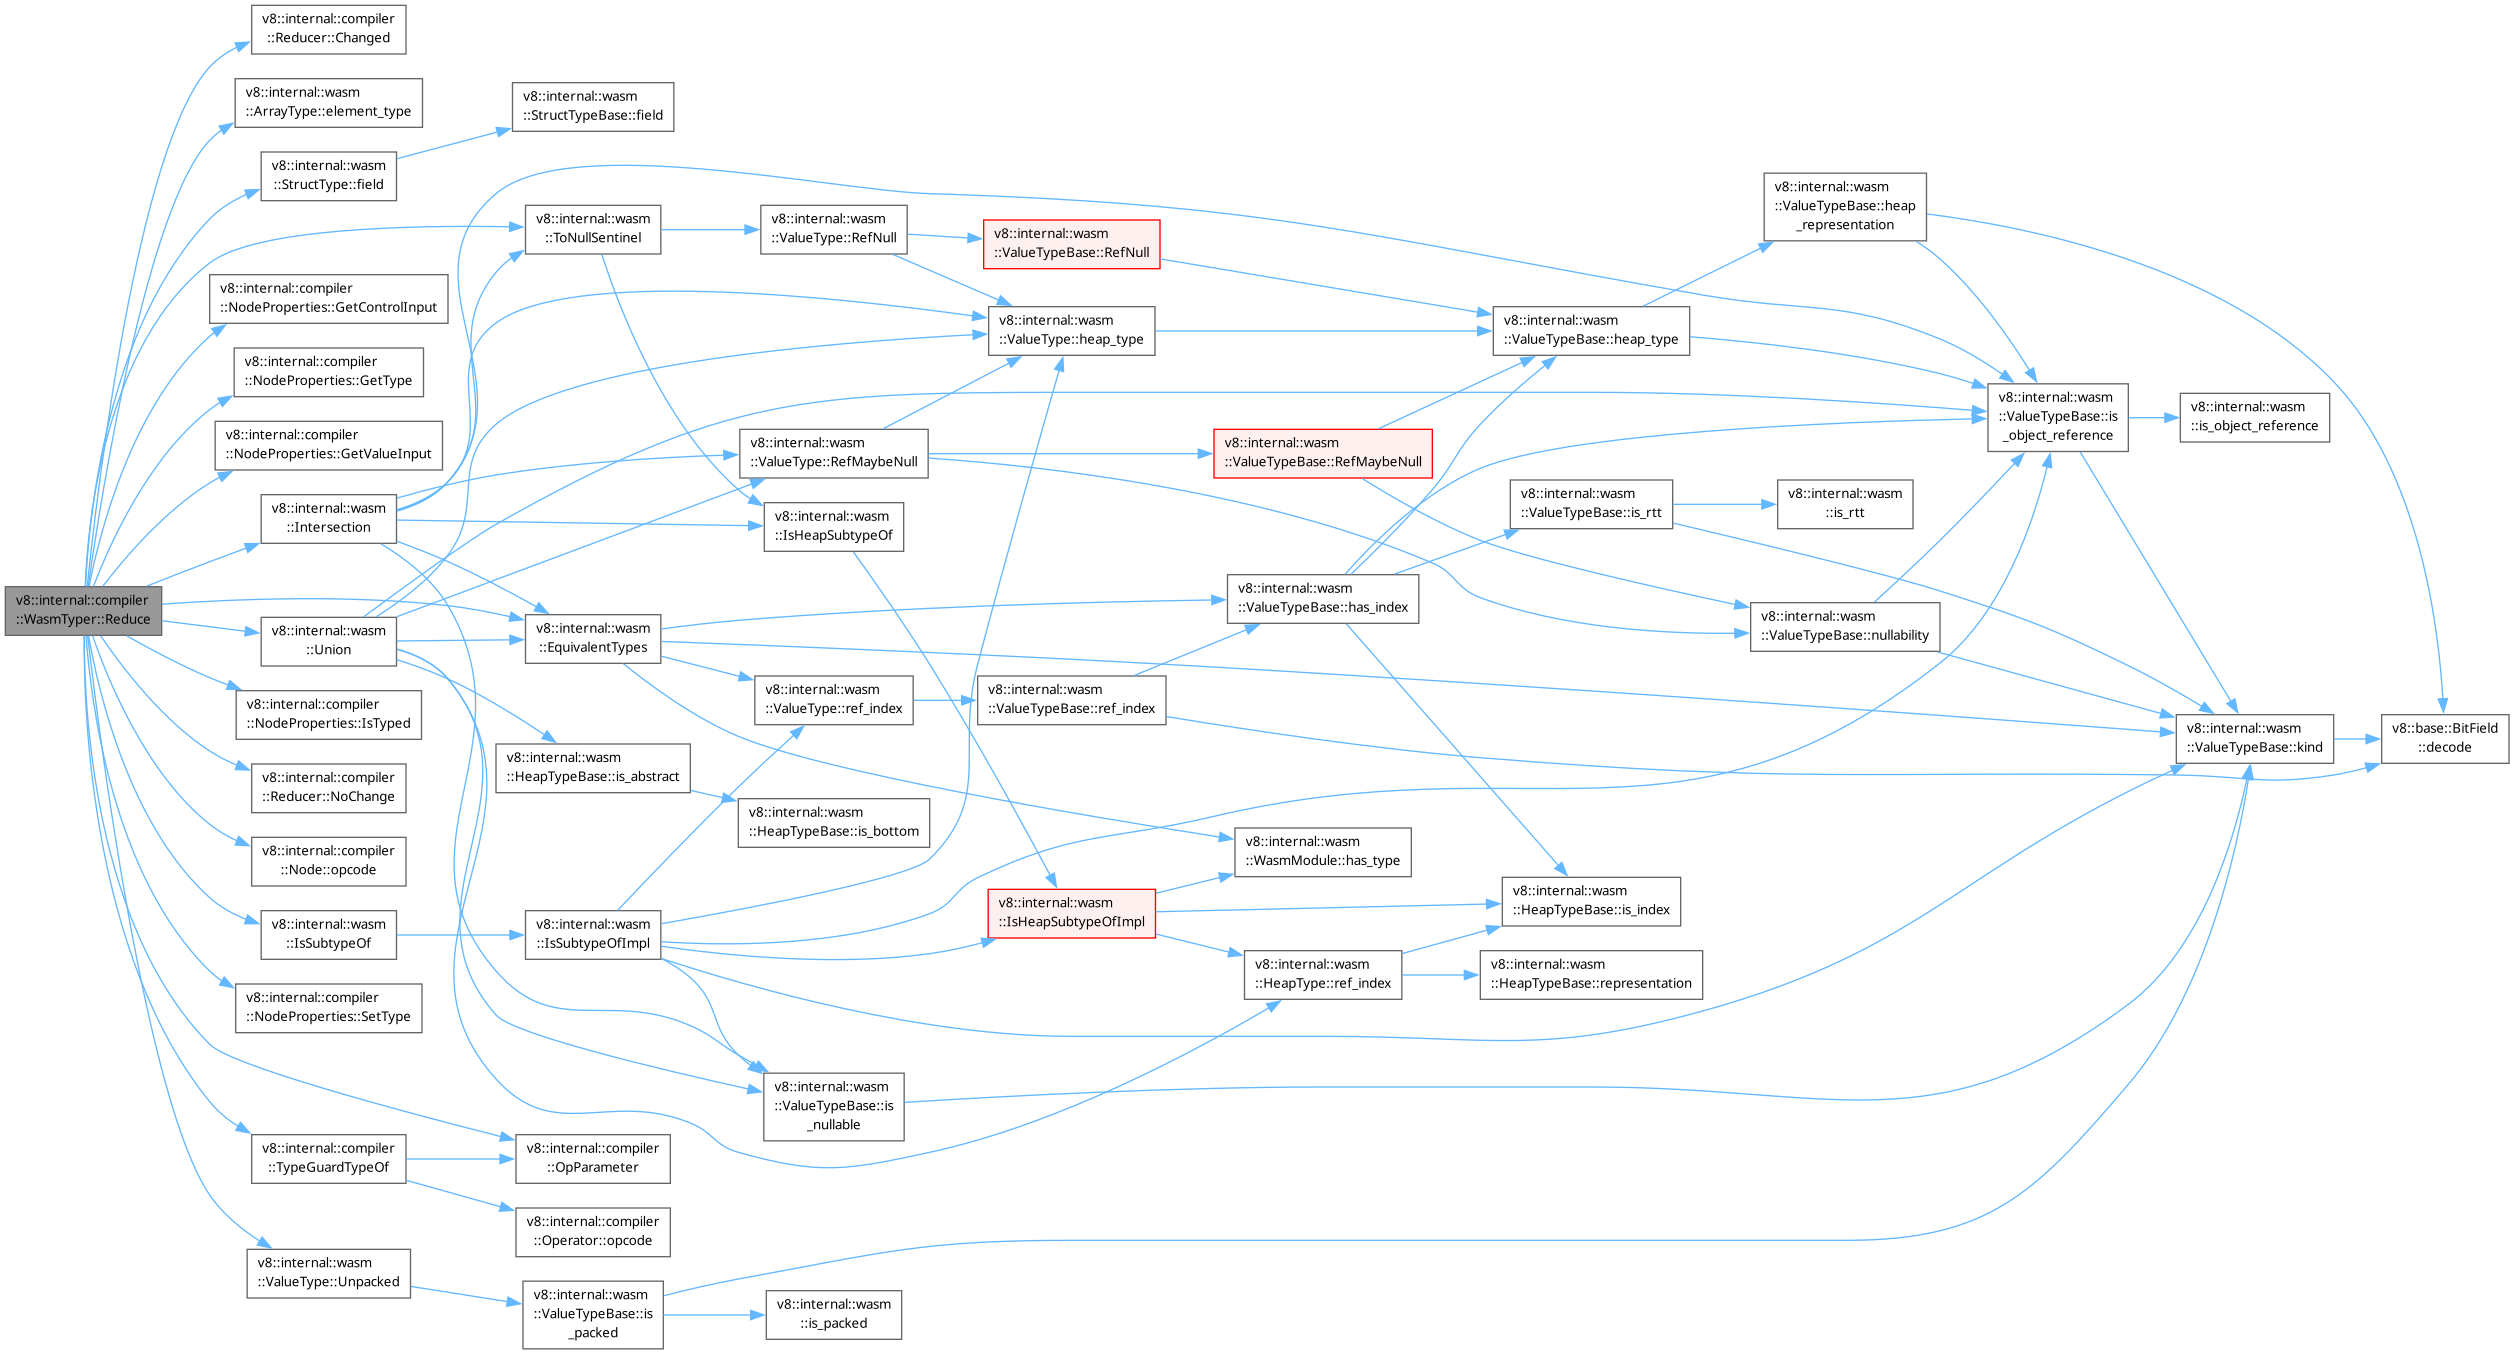 v8::internal::compiler
::WasmTyper::Reduce
v8::internal::compiler
::Reducer::Changed
v8::internal::wasm
::ArrayType::element_type
v8::internal::wasm
::StructType::field
v8::internal::compiler
::NodeProperties::GetControlInput
v8::internal::compiler
::NodeProperties::GetType
v8::internal::compiler
::NodeProperties::GetValueInput
v8::internal::wasm
::Intersection
v8::internal::wasm
::Union
v8::internal::compiler
::NodeProperties::IsTyped
v8::internal::compiler
::Reducer::NoChange
v8::internal::compiler
::Node::opcode
v8::internal::wasm
::IsSubtypeOf
v8::internal::compiler
::NodeProperties::SetType
v8::internal::compiler
::TypeGuardTypeOf
v8::internal::wasm
::ValueType::Unpacked
v8::internal::wasm
::StructTypeBase::field
v8::internal::wasm
::ToNullSentinel
v8::internal::wasm
::EquivalentTypes
v8::internal::wasm
::HeapTypeBase::is_abstract
v8::internal::wasm
::IsSubtypeOfImpl
v8::internal::compiler
::OpParameter
v8::internal::compiler
::Operator::opcode
v8::internal::wasm
::ValueTypeBase::is
_packed
v8::internal::wasm
::ValueType::RefNull
v8::internal::wasm
::ValueType::RefMaybeNull
v8::internal::wasm
::IsHeapSubtypeOf
v8::internal::wasm
::ValueType::ref_index
v8::internal::wasm
::HeapTypeBase::is_bottom
v8::internal::wasm
::ValueTypeBase::is
_nullable
v8::internal::wasm
::is_packed
v8::internal::wasm
::ValueTypeBase::RefNull
v8::internal::wasm
::ValueType::heap_type
v8::internal::wasm
::ValueTypeBase::ref_index
v8::internal::wasm
::IsHeapSubtypeOfImpl
v8::internal::wasm
::ValueTypeBase::RefMaybeNull
v8::internal::wasm
::ValueTypeBase::has_index
v8::internal::wasm
::WasmModule::has_type
v8::internal::wasm
::HeapType::ref_index
v8::internal::wasm
::ValueTypeBase::heap_type
v8::internal::wasm
::ValueTypeBase::is_rtt
v8::internal::wasm
::HeapTypeBase::is_index
v8::internal::wasm
::HeapTypeBase::representation
v8::internal::wasm
::ValueTypeBase::heap
_representation
v8::internal::wasm
::is_rtt
v8::internal::wasm
::ValueTypeBase::nullability
v8::internal::wasm
::ValueTypeBase::is
_object_reference
v8::internal::wasm
::is_object_reference
v8::internal::wasm
::ValueTypeBase::kind
v8::base::BitField
::decode